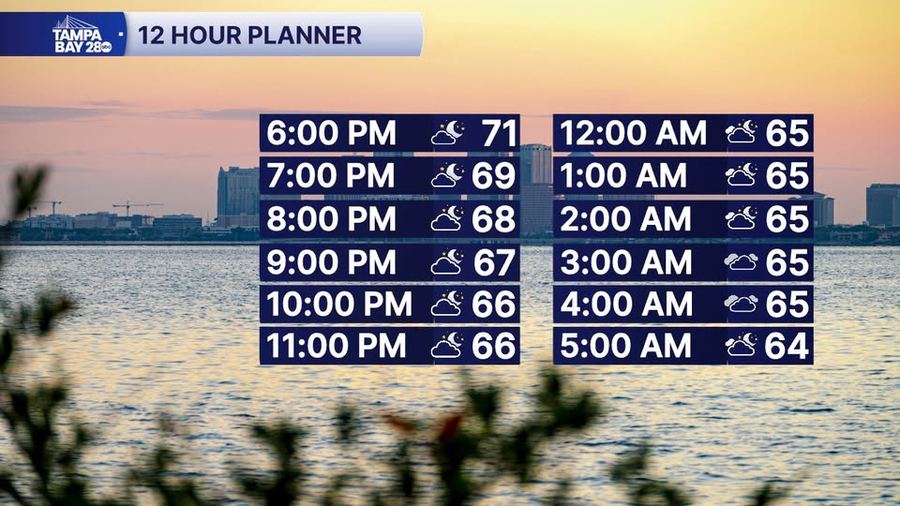 TAMPA
BAY 28 abc
12 HOUR PLANNER
6:00 PM 71
7:00 PM 69
8:00 PM 68
9:00 PM 67
10:00 PM 66
11:00 PM 66
12:00 AM 65
1:00 AM 65
2:00 AM 65
3:00 AM 65
4:00 AM 65
5:00 AM 64